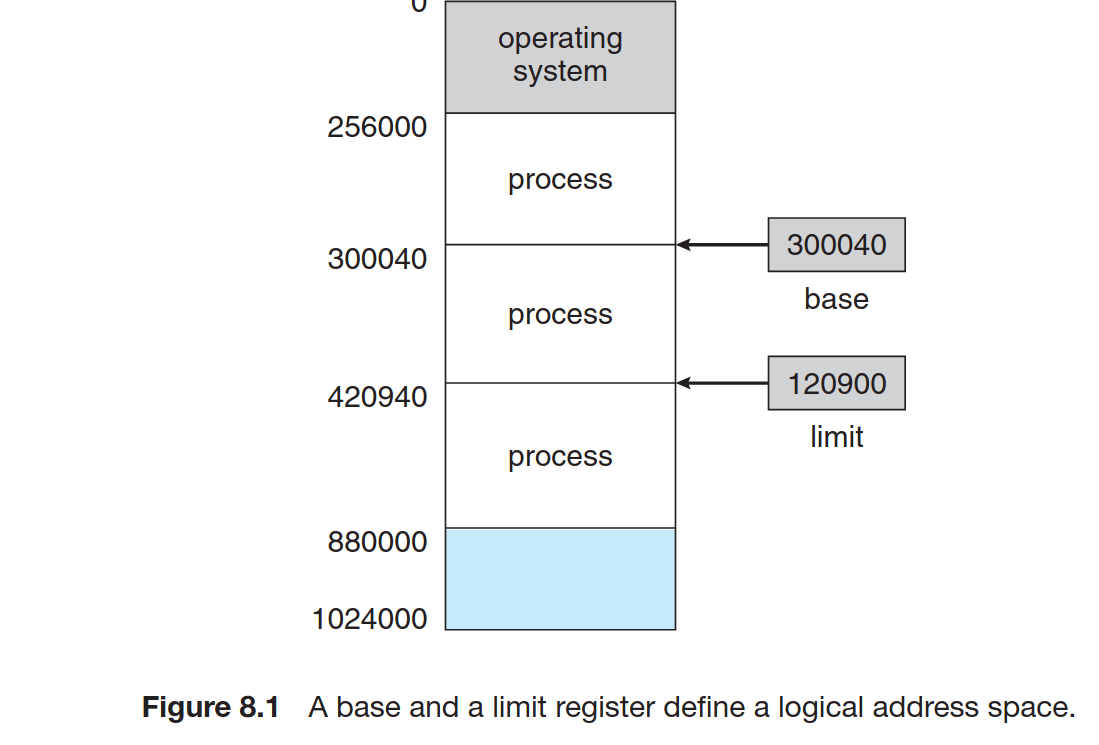 0
operating
system
256000
process
300040
300040
base
process
420940
120900
limit
process
880000
1024000
Figure 8.1 A base and a limit register define a logical address space.